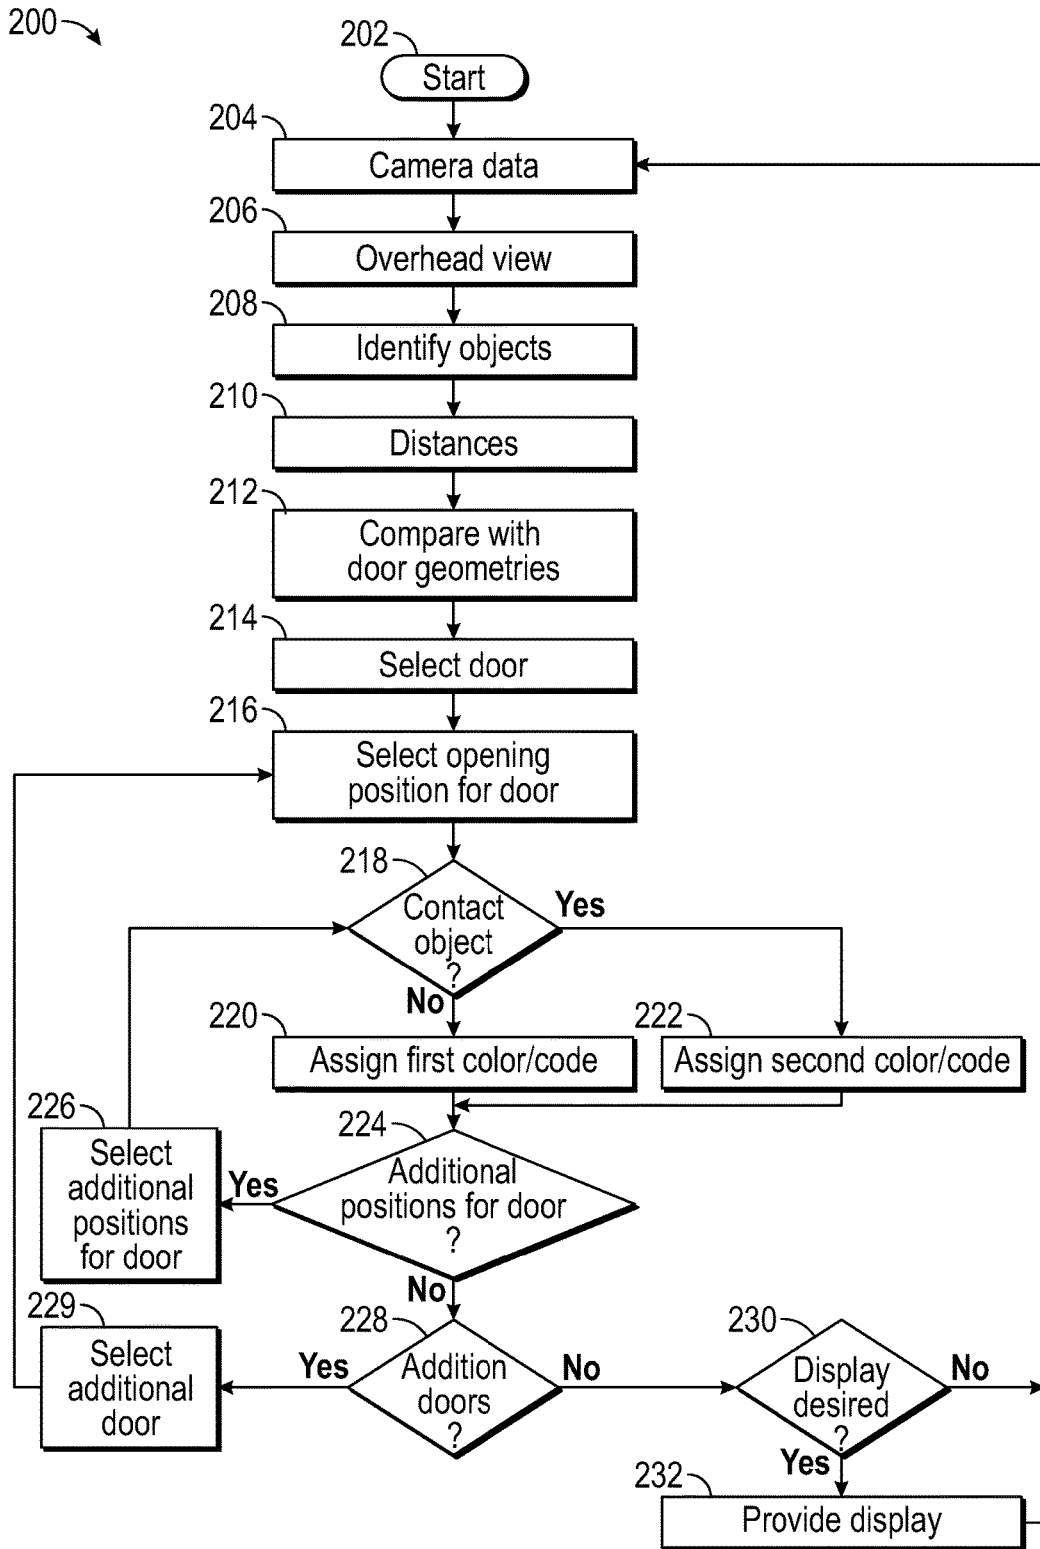 200
202
Start
204
Camera data
206
Overhead view
208
Identify objects
210
Distances
212
Compare with
door geometries
214
Select door
216
Select opening
position for door
218
Contact
object
?
Yes
No
220
Assign first color/code
222
Assign second color/code
224
Additional
positions for door
?
Yes
No
226
Select
additional
positions
for door
228
Addition
doors
?
Yes
No
229
Select
additional
door
230
Display
desired
?
No
Yes
232
Provide display